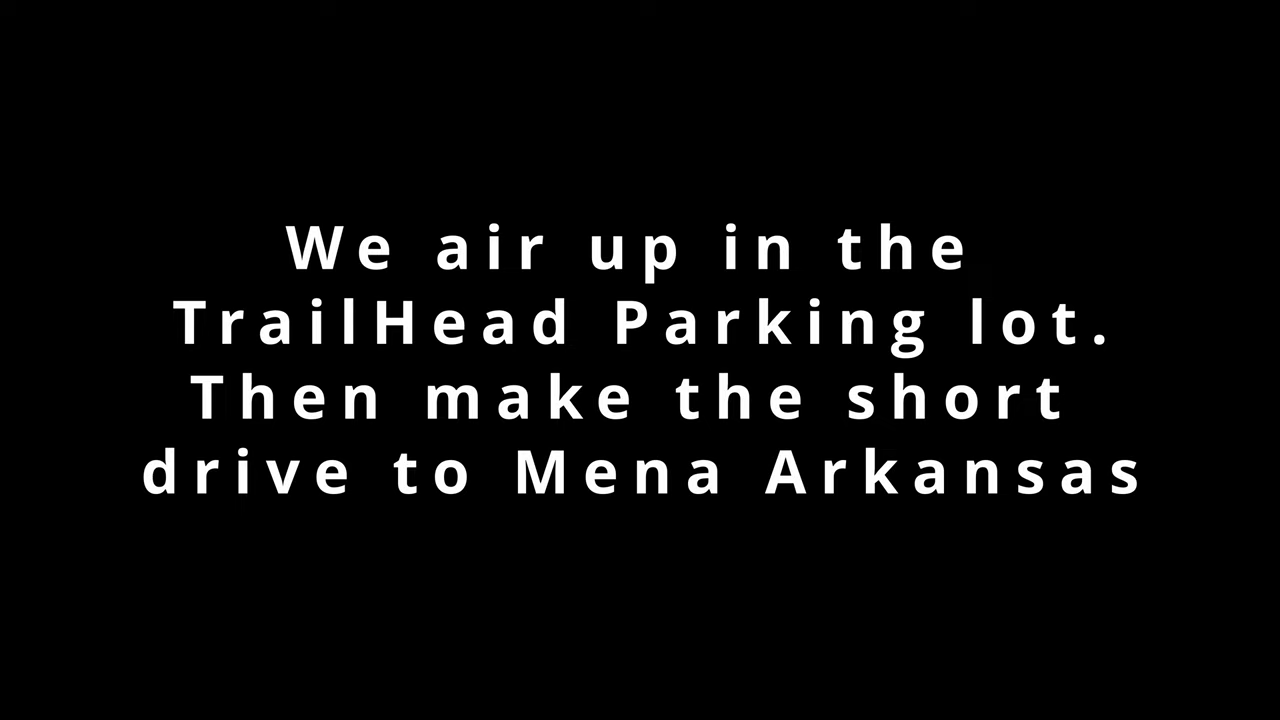 We air up in the
TrailHead Parking lot.
Then make the short
drive to Mena Arkansas